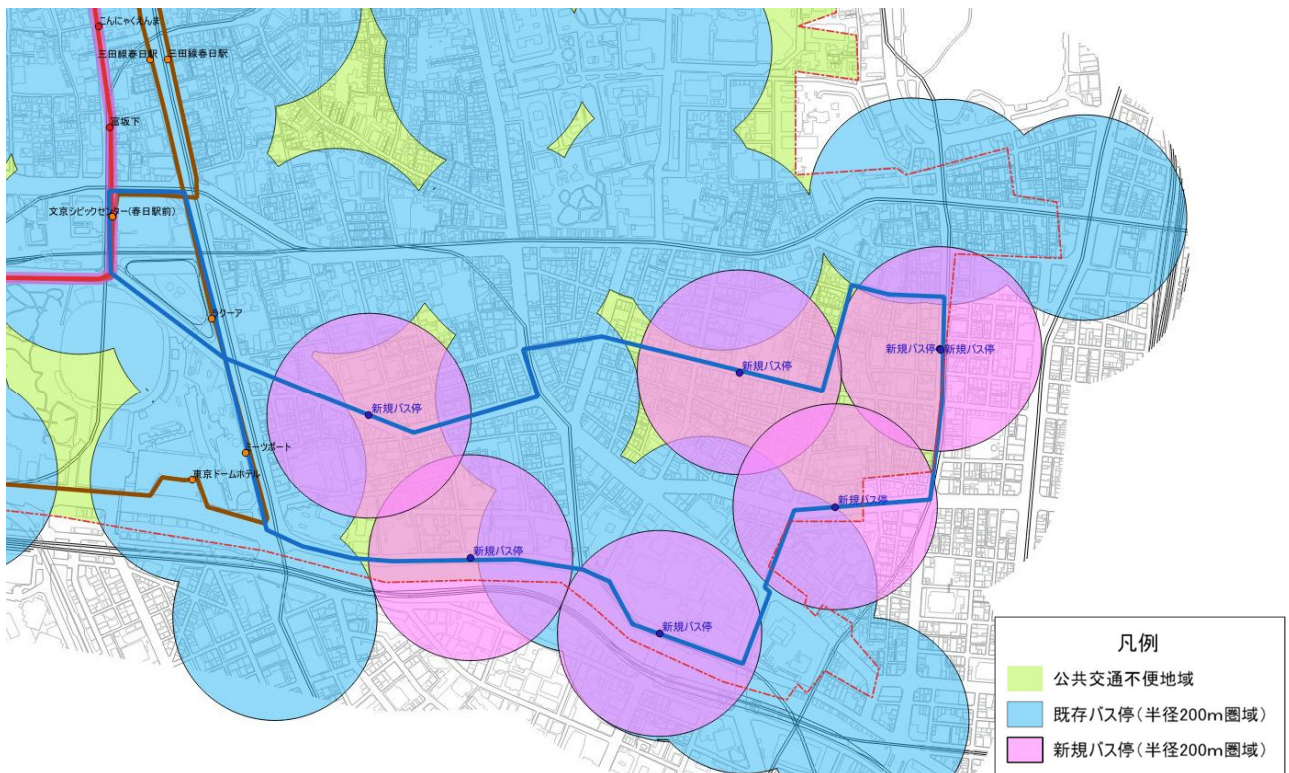 こんにゃくえんま
三田線春日駅
三田線春日駅
富坂下
文京シビックセンター(春日駅前)
ラクーア
新規バス停
新規バス停
新規バス停
新規バス停
ミーツポート
東京ドームホテル
新規バス停
新規バス停
新規バス停
凡例
公共交通不便地域
既存バス停(半径200m圏域)
新規バス停(半径200m圏域)